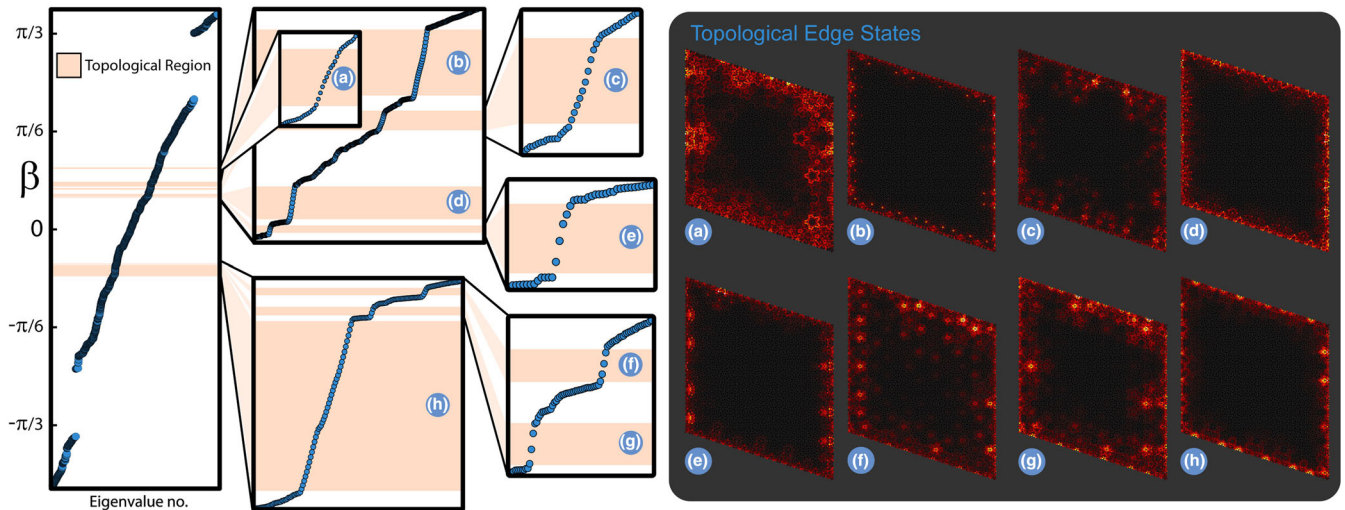 π/3
Topological Region
π/6
β
0
-π/6
-π/3
Eigenvalue no.
(a)
(b)
(c)
(d)
(e)
(f)
(g)
(h)
Topological Edge States
(a)
(b)
(c)
(d)
(e)
(f)
(g)
(h)